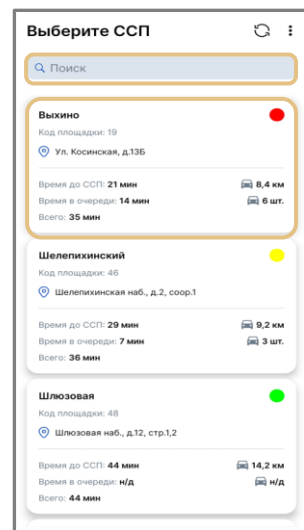 Выберите ССП
Поиск
Выхино
Код площадки: 19
Ул. Косинская, д.13Б
Время до ССП: 21 мин 8,4 км
Время в очереди: 14 мин 6 шт.
Всего: 35 мин
Шелепихинский
Код площадки: 46
Шелепихинская наб., д.2, соор.1
Время до ССП: 29 мин 9,2 км
Время в очереди: 7 мин 3 шт.
Всего: 36 мин
Шлюзовая
Код площадки: 48
Шлюзовая наб., д.12, стр.1,2
Время до ССП: 44 мин 14,2 км
Время в очереди: н/д н/д
Всего: 44 мин